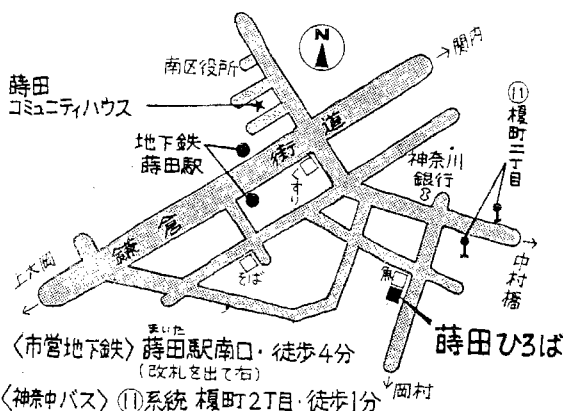 N
→関内
南区役所
蒔田
コミュニティハウス
地下鉄
蒔田駅
鎌倉街道
くすり
神奈川
銀行
⑪榎町二丁目
上大岡
そば
魚
→中村橋
蒔田ひろば
→岡村
まいた
〈市営地下鉄〉蒔田駅南口・徒歩4分
(改札を出て右)
〈神奈中バス〉⑪系統 榎町2丁目・徒歩1分